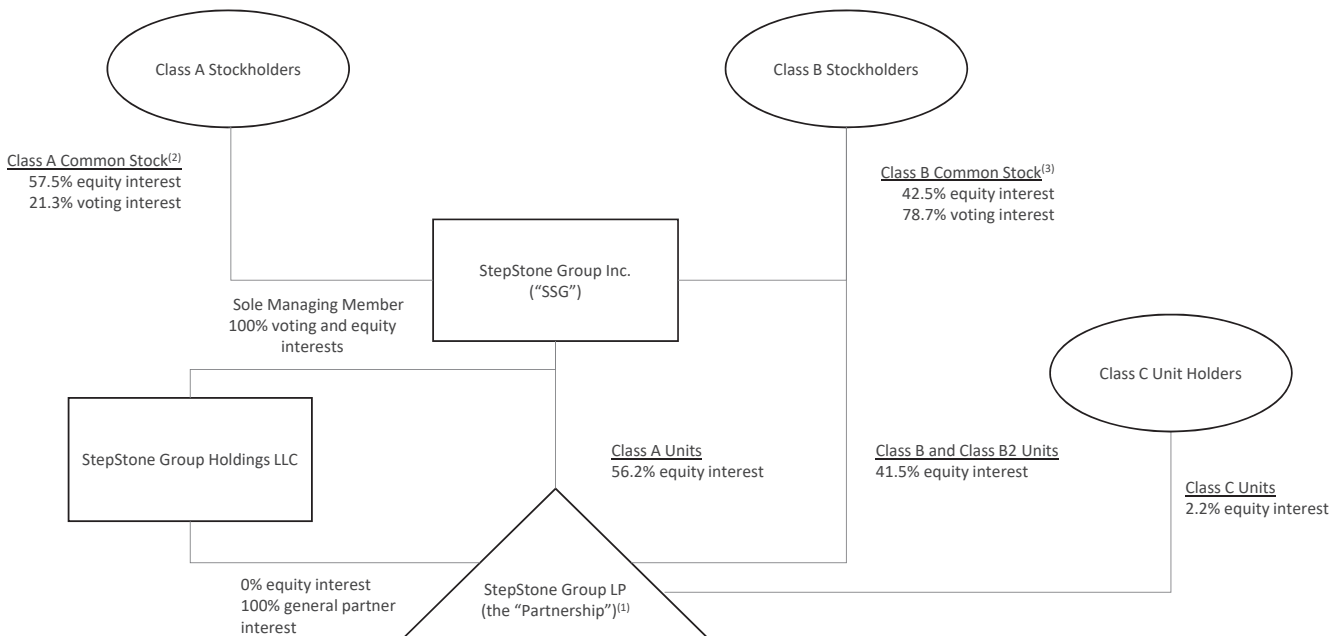 Class A Stockholders
Class B Stockholders
Class A Common Stock(2)
57.5% equity interest
21.3% voting interest
Class B Common Stock(3)
42.5% equity interest
78.7% voting interest
StepStone Group Inc.
(“SSG”)
Sole Managing Member
100% voting and equity
interests
Class C Unit Holders
StepStone Group Holdings LLC
Class A Units
56.2% equity interest
Class B and Class B2 Units
41.5% equity interest
Class C Units
2.2% equity interest
0% equity interest
100% general partner
interest
StepStone Group LP
(the “Partnership”)(1)